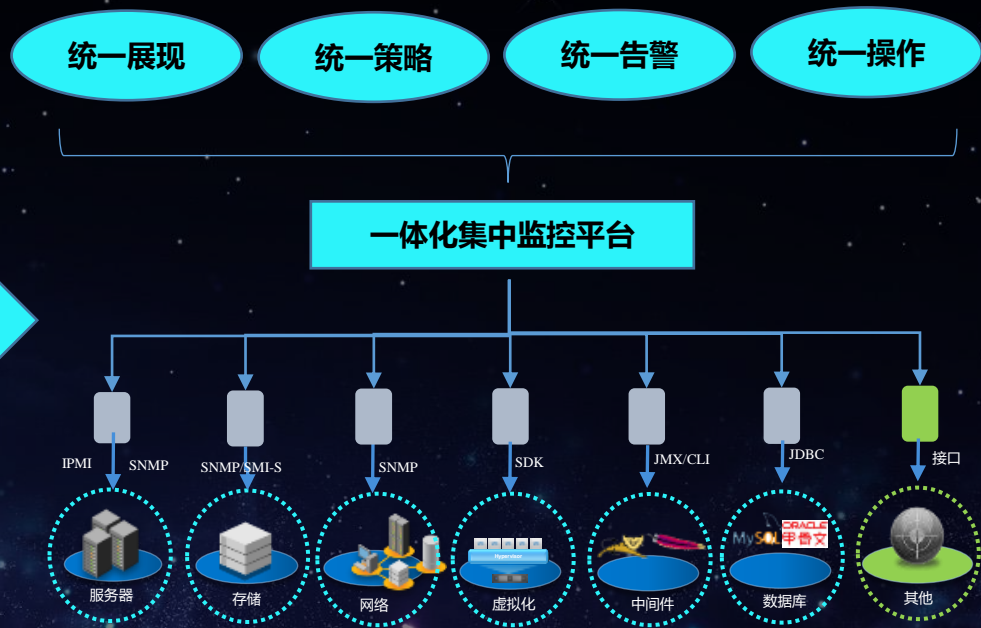 统一展现
统一策略
统一告警
统一操作
一体化集中监控平台
IPMI
SNMP
SNMP/SMI-S
SNMP
SDK
JMX/CLI
JDBC
接口
Hypervisor
MySQL
ORACLE
甲骨文
服务器
存储
网络
虚拟化
中间件
数据库
其他